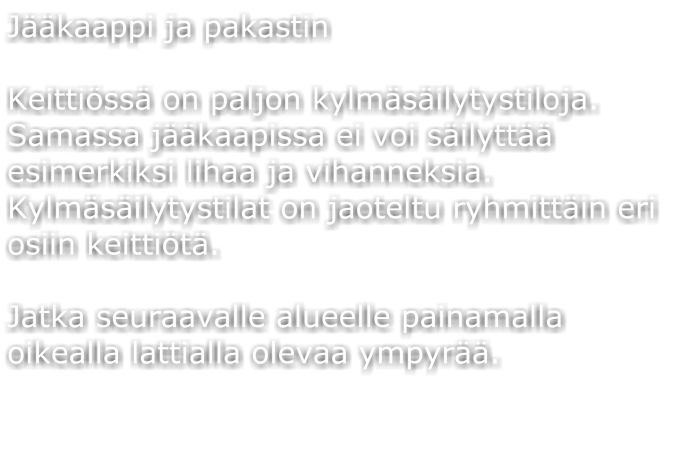 Jääkaappi ja pakastin
Keittiössä on paljon kylmäsäilytystiloja.
Samassa jääkaapissa ei voi säilyttää
esimerkiksi lihaa ja vihanneksia.
Kylmäsäilytystilat on jaoteltu ryhmittäin eri
osiin keittiötä.
Jatka seuraavalle alueelle painamalla
oikealla lattialla olevaa ympyrää.